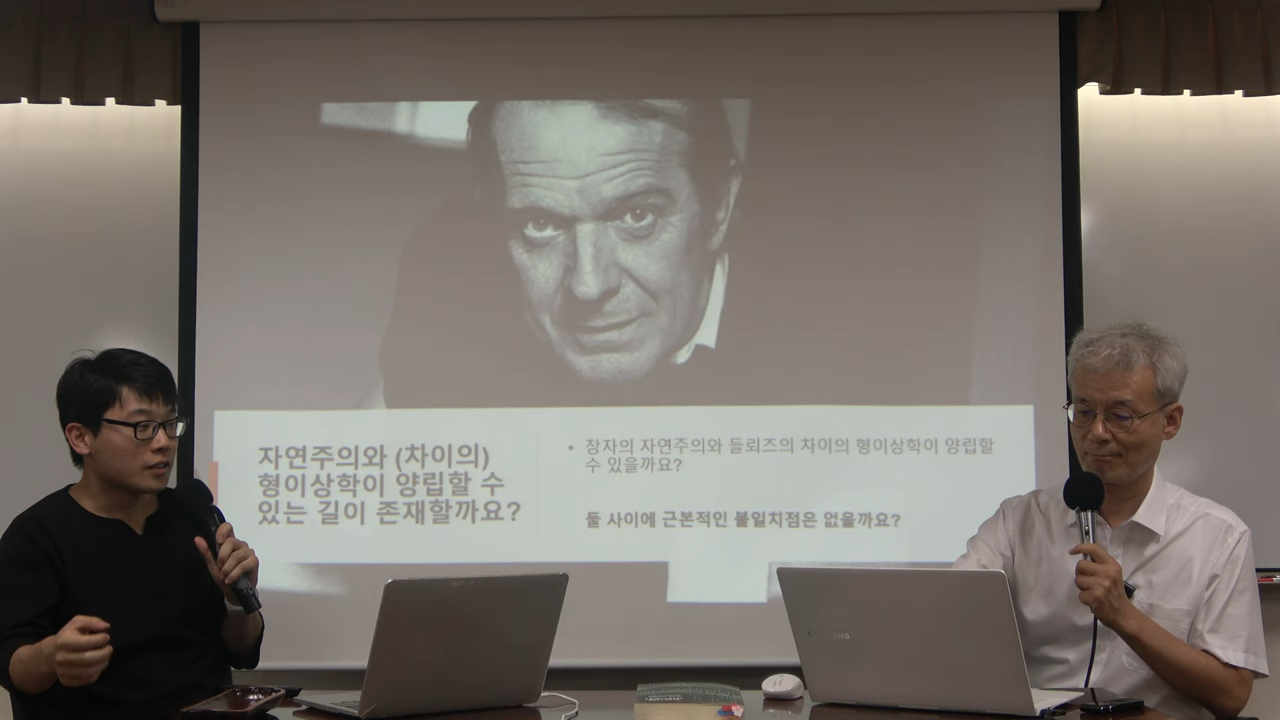 자연주의와 (차이의)
형이상학이 양립할 수
있는 길이 존재할까요?
• 장자의 자연주의와 들뢰즈의 차이의 형이상학이 양립할
수 있을까요?
둘 사이에 근본적인 불일치점은 없을까요?